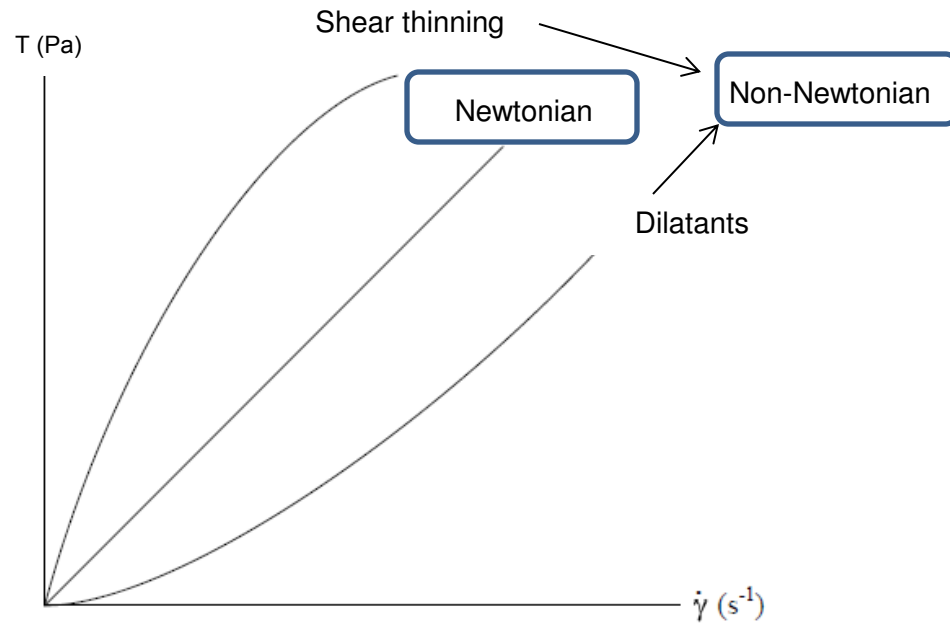 Shear thinning
T (Pa)
Newtonian
Non-Newtonian
Dilatants
γ̇ (s⁻¹)